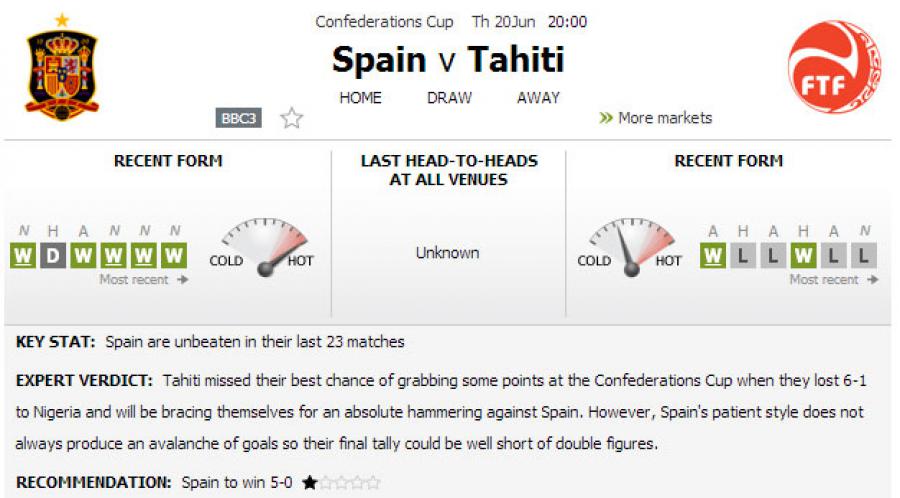 Confederations Cup Th 20Jun 20:00
Spain v Tahiti
HOME DRAW AWAY
FTF
BBC3
More markets
RECENT FORM
N H A N N N
W D W W W W
Most recent
COLD HOT
LAST HEAD-TO-HEADS
AT ALL VENUES
Unknown
RECENT FORM
COLD HOT
A H A H A N
W L L W L L
Most recent
KEY STAT: Spain are unbeaten in their last 23 matches
EXPERT VERDICT: Tahiti missed their best chance of grabbing some points at the Confederations Cup when they lost 6-1
to Nigeria and will be bracing themselves for an absolute hammering against Spain. However, Spain's patient style does not
always produce an avalanche of goals so their final tally could be well short of double figures.
RECOMMENDATION: Spain to win 5-0